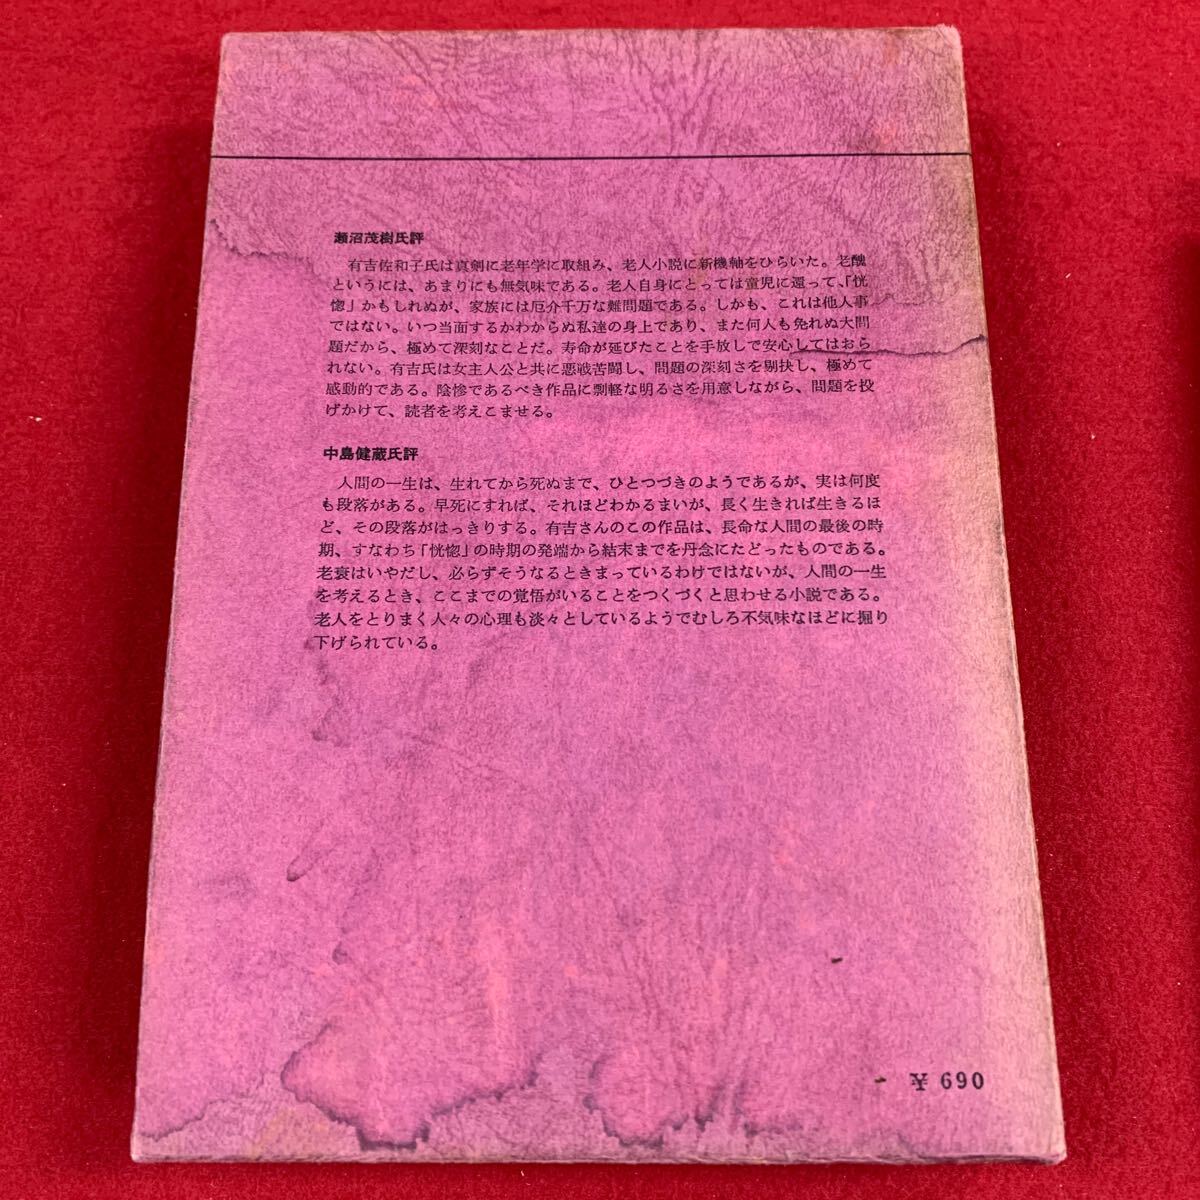 瀬沼茂樹氏評
有吉佐和子氏は真剣に老年学に取組み、老人小説に新機軸をひらいた。老醜
というには、あまりにも無気味である。老人自身にとっては童児に還って、「恍
惚」かもしれぬが、家族には厄介千万な難問題である。しかも、これは他人事
ではない。いつ当面するかわからぬ私達の身上であり、また何人も免れぬ大問
題だから、極めて深刻なことだ。寿命が延びたことを手放しで安心してはおら
れない。有吉氏は女主人公と共に悪戦苦闘し、問題の深刻さを剔抉し、極めて
感動的である。陰惨であるべき作品に剽軽な明るさを用意しながら、問題を投
げかけて、読者を考えこませる。
中島健蔵氏評
人間の一生は、生れてから死ぬまで、ひとつづきのようであるが、実は何度
も段落がある。早死にすれば、それほどわかるまいが、長く生きれば生きるほ
ど、その段落がはっきりする。有吉さんのこの作品は、長命な人間の最後の時
期、すなわち「恍惚」の時期の発端から結末までを丹念にたどったものである。
老衰はいやだし、必らずそうなるときまっているわけではないが、人間の一生
を考えるとき、ここまでの覚悟がいることをつくづくと思わせる小説である。
老人をとりまく人々の心理も淡々としているようでむしろ不気味なほどに掘り
下げられている。
¥ 690